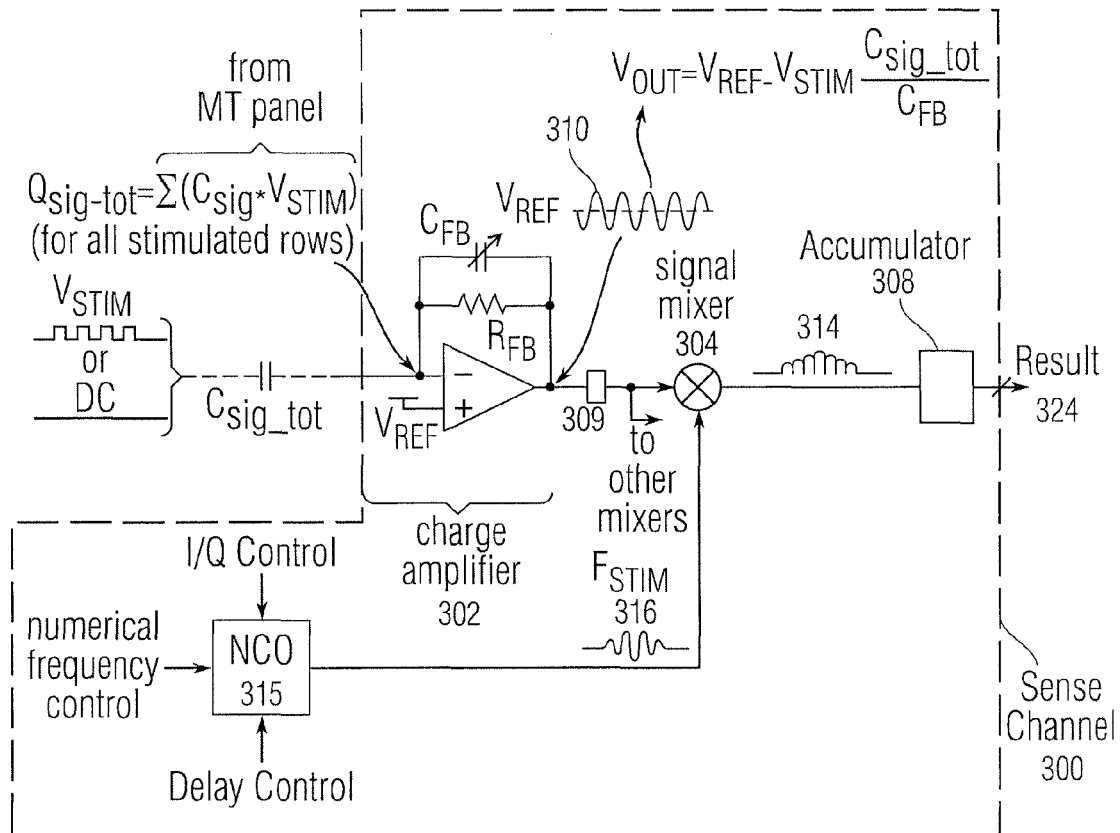 from
MT panel
Q_sig-tot=∑(C_sig*V_STIM)
(for all stimulated rows)
V_STIM
or
DC
C_sig_tot
V_OUT=V_REF-V_STIM C_sig_tot/C_FB
310
V_REF
C_FB
R_FB
−
+
V_REF
309
to
other
mixers
signal
mixer
304
314
Accumulator
308
Result
324
charge
amplifier
302
F_STIM
316
I/Q Control
numerical
frequency
control
NCO
315
Delay Control
Sense
Channel
300